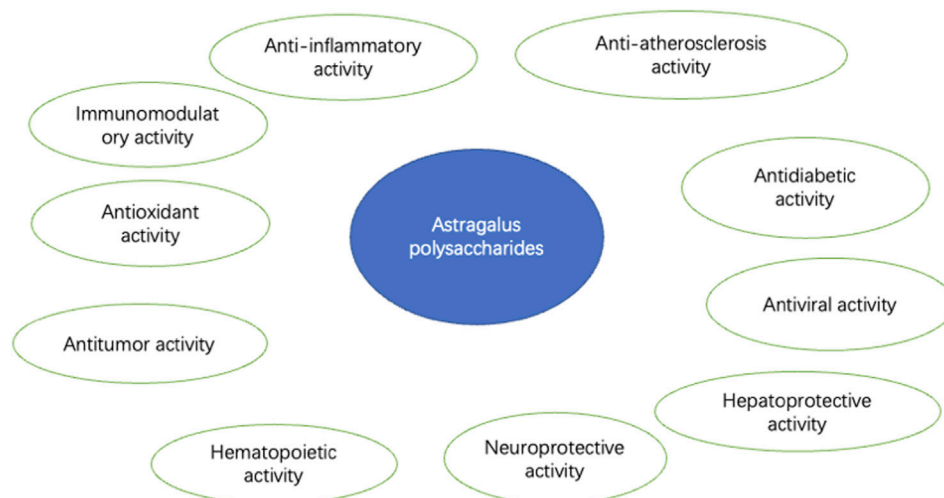 Anti-inflammatory
activity
Anti-atherosclerosis
activity
Immunomodulat
ory activity
Antidiabetic
activity
Antioxidant
activity
Astragalus
polysaccharides
Antiviral activity
Antitumor activity
Hepatoprotective
activity
Hematopoietic
activity
Neuroprotective
activity